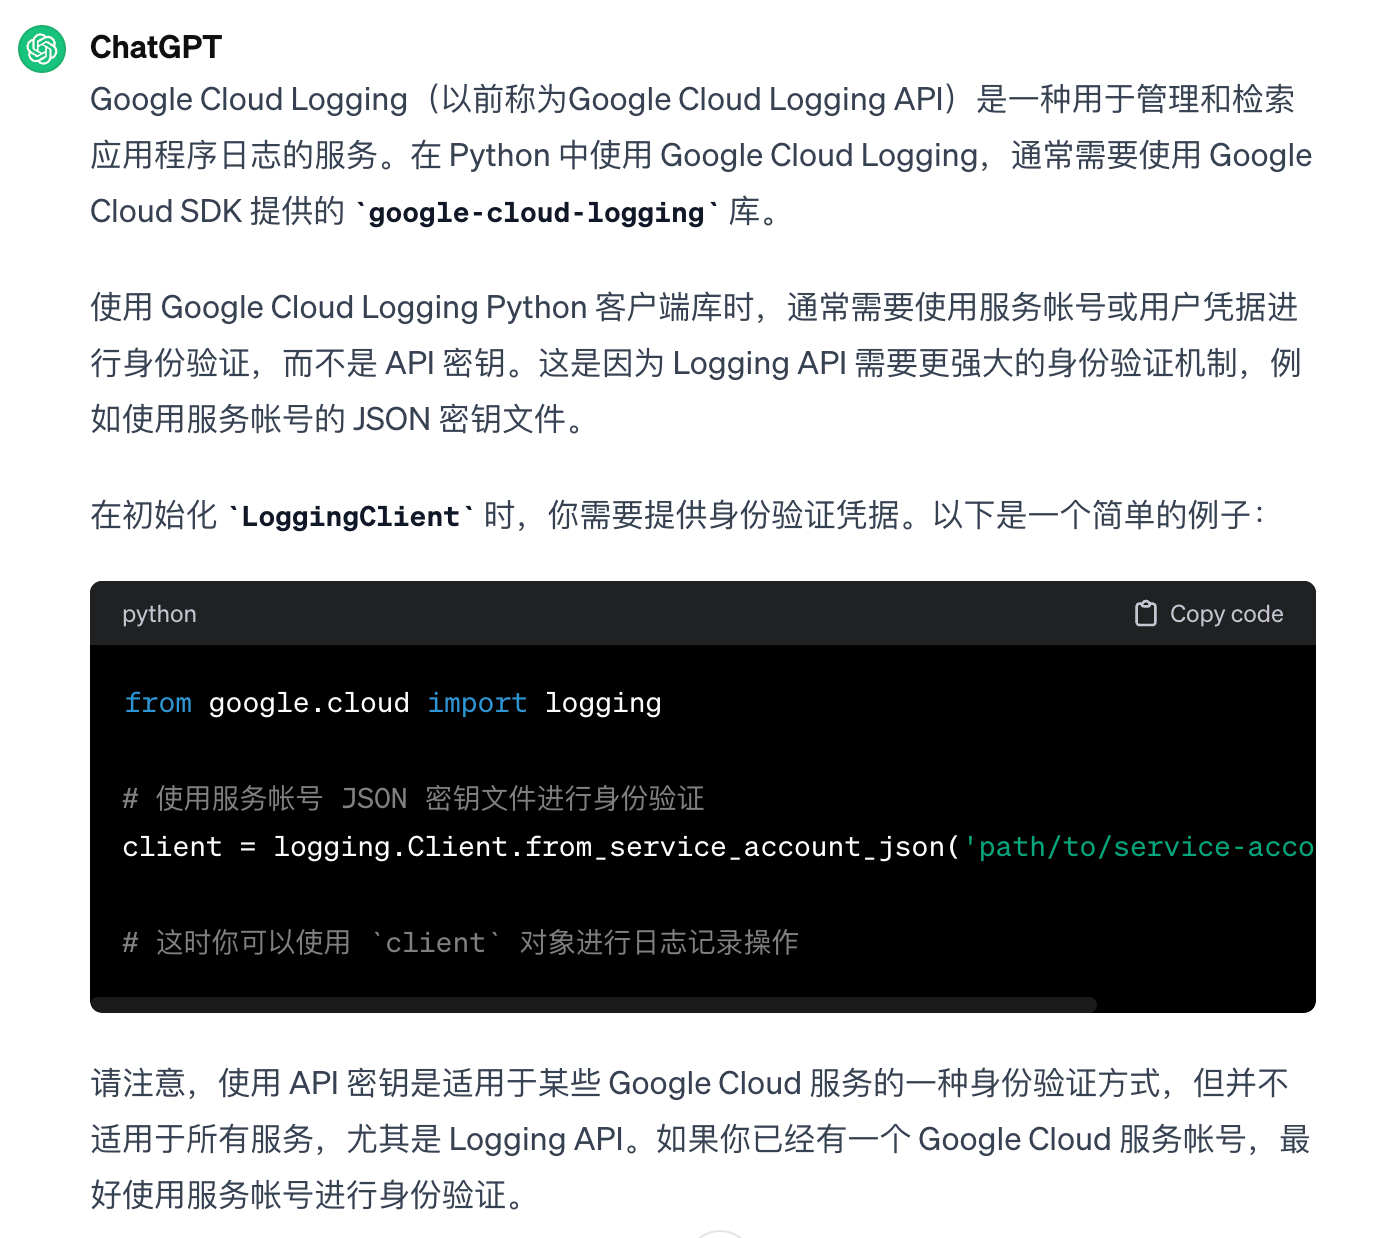 ChatGPT
Google Cloud Logging（以前称为Google Cloud Logging API）是一种用于管理和检索
应用程序日志的服务。在 Python 中使用 Google Cloud Logging，通常需要使用 Google
Cloud SDK 提供的 `google-cloud-logging` 库。
使用 Google Cloud Logging Python 客户端库时，通常需要使用服务帐号或用户凭据进
行身份验证，而不是 API 密钥。这是因为 Logging API 需要更强大的身份验证机制，例
如使用服务帐号的 JSON 密钥文件。
在初始化 `LoggingClient` 时，你需要提供身份验证凭据。以下是一个简单的例子：
python
Copy code
from google.cloud import logging
# 使用服务帐号 JSON 密钥文件进行身份验证
client = logging.Client.from_service_account_json('path/to/service-acco
# 这时你可以使用 `client` 对象进行日志记录操作
请注意，使用 API 密钥是适用于某些 Google Cloud 服务的一种身份验证方式，但并不
适用于所有服务，尤其是 Logging API。如果你已经有一个 Google Cloud 服务帐号，最
好使用服务帐号进行身份验证。